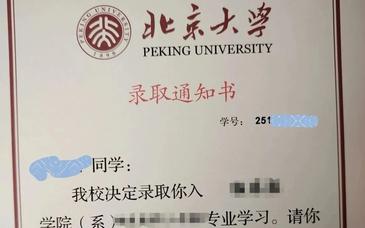 北京大学
PEKING UNIVERSITY
录取通知书
学号: 251
同学:
我校决定录取你入
学院(系) 专业学习。请你